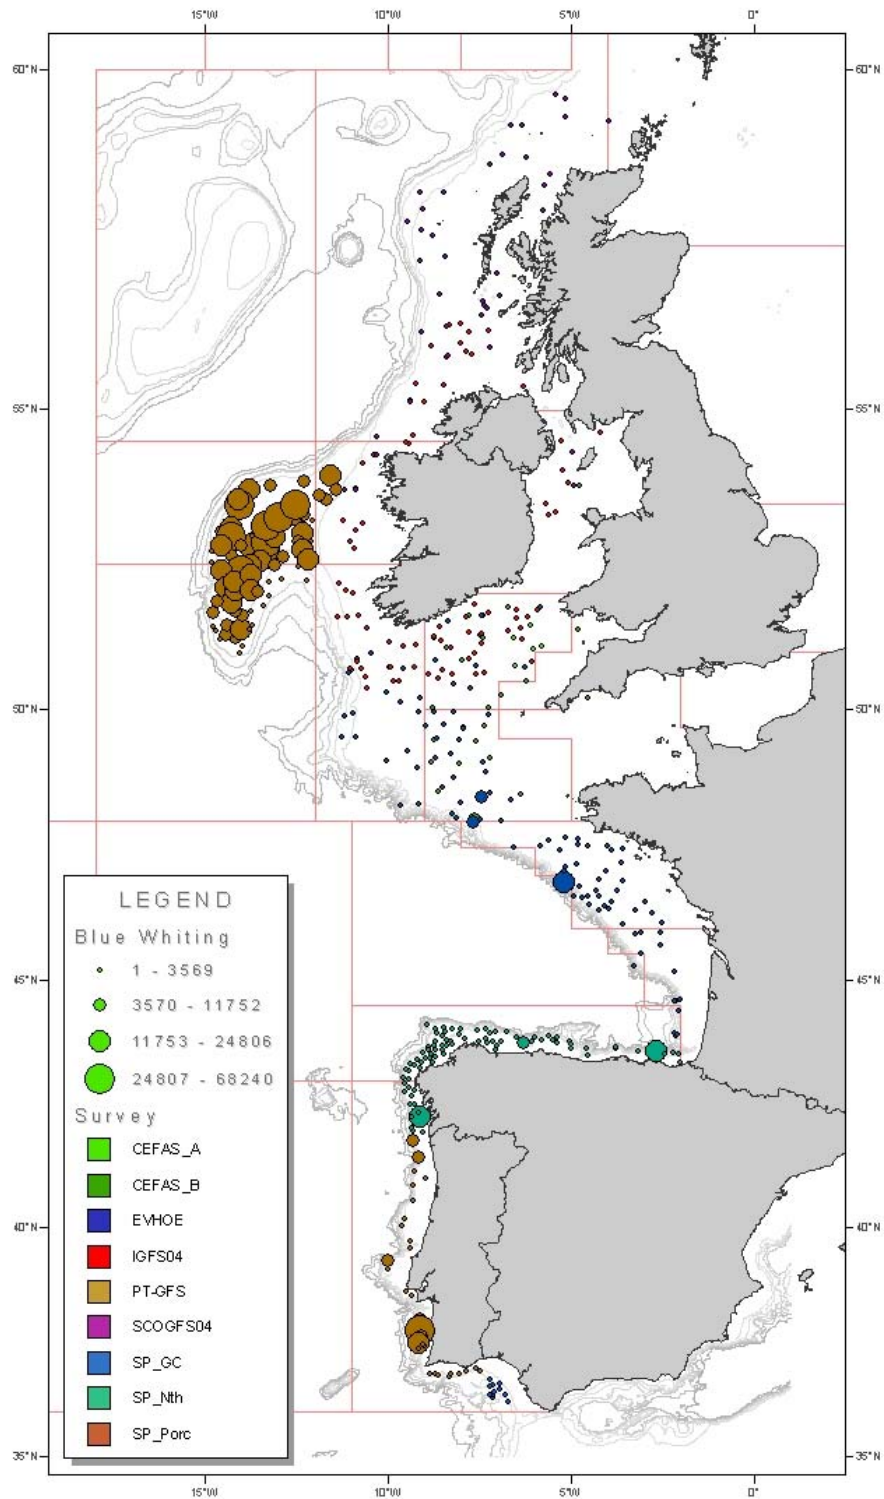 15°W 10°W 5°W 0°
60°N 60°N
55°N 55°N
50°N 50°N
45°N 45°N
40°N 40°N
35°N 35°N
15°W 10°W 5°W 0°
LEGEND
Blue Whiting
1 - 3569
3570 - 11752
11753 - 24806
24807 - 68240
Survey
CEFAS_A
CEFAS_B
EVHOE
IGFS04
PT-GFS
SCOGFS04
SP_GC
SP_Nth
SP_Porc